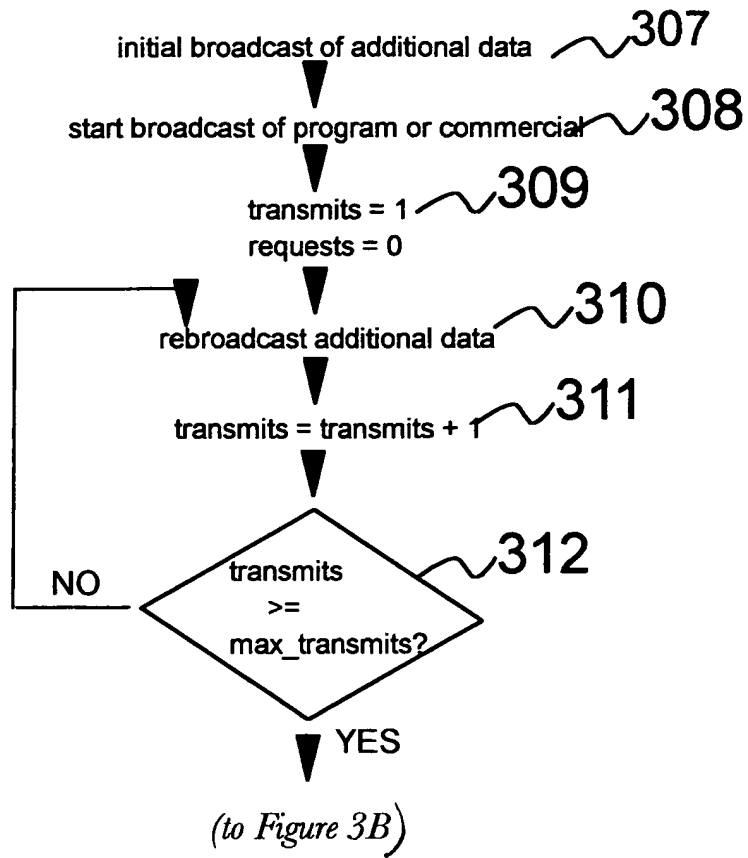 initial broadcast of additional data 307
start broadcast of program or commercial 308
transmits = 1 309
requests = 0
rebroadcast additional data 310
transmits = transmits + 1 311
312
transmits
>=
max_transmits?
NO
YES
(to Figure 3B)